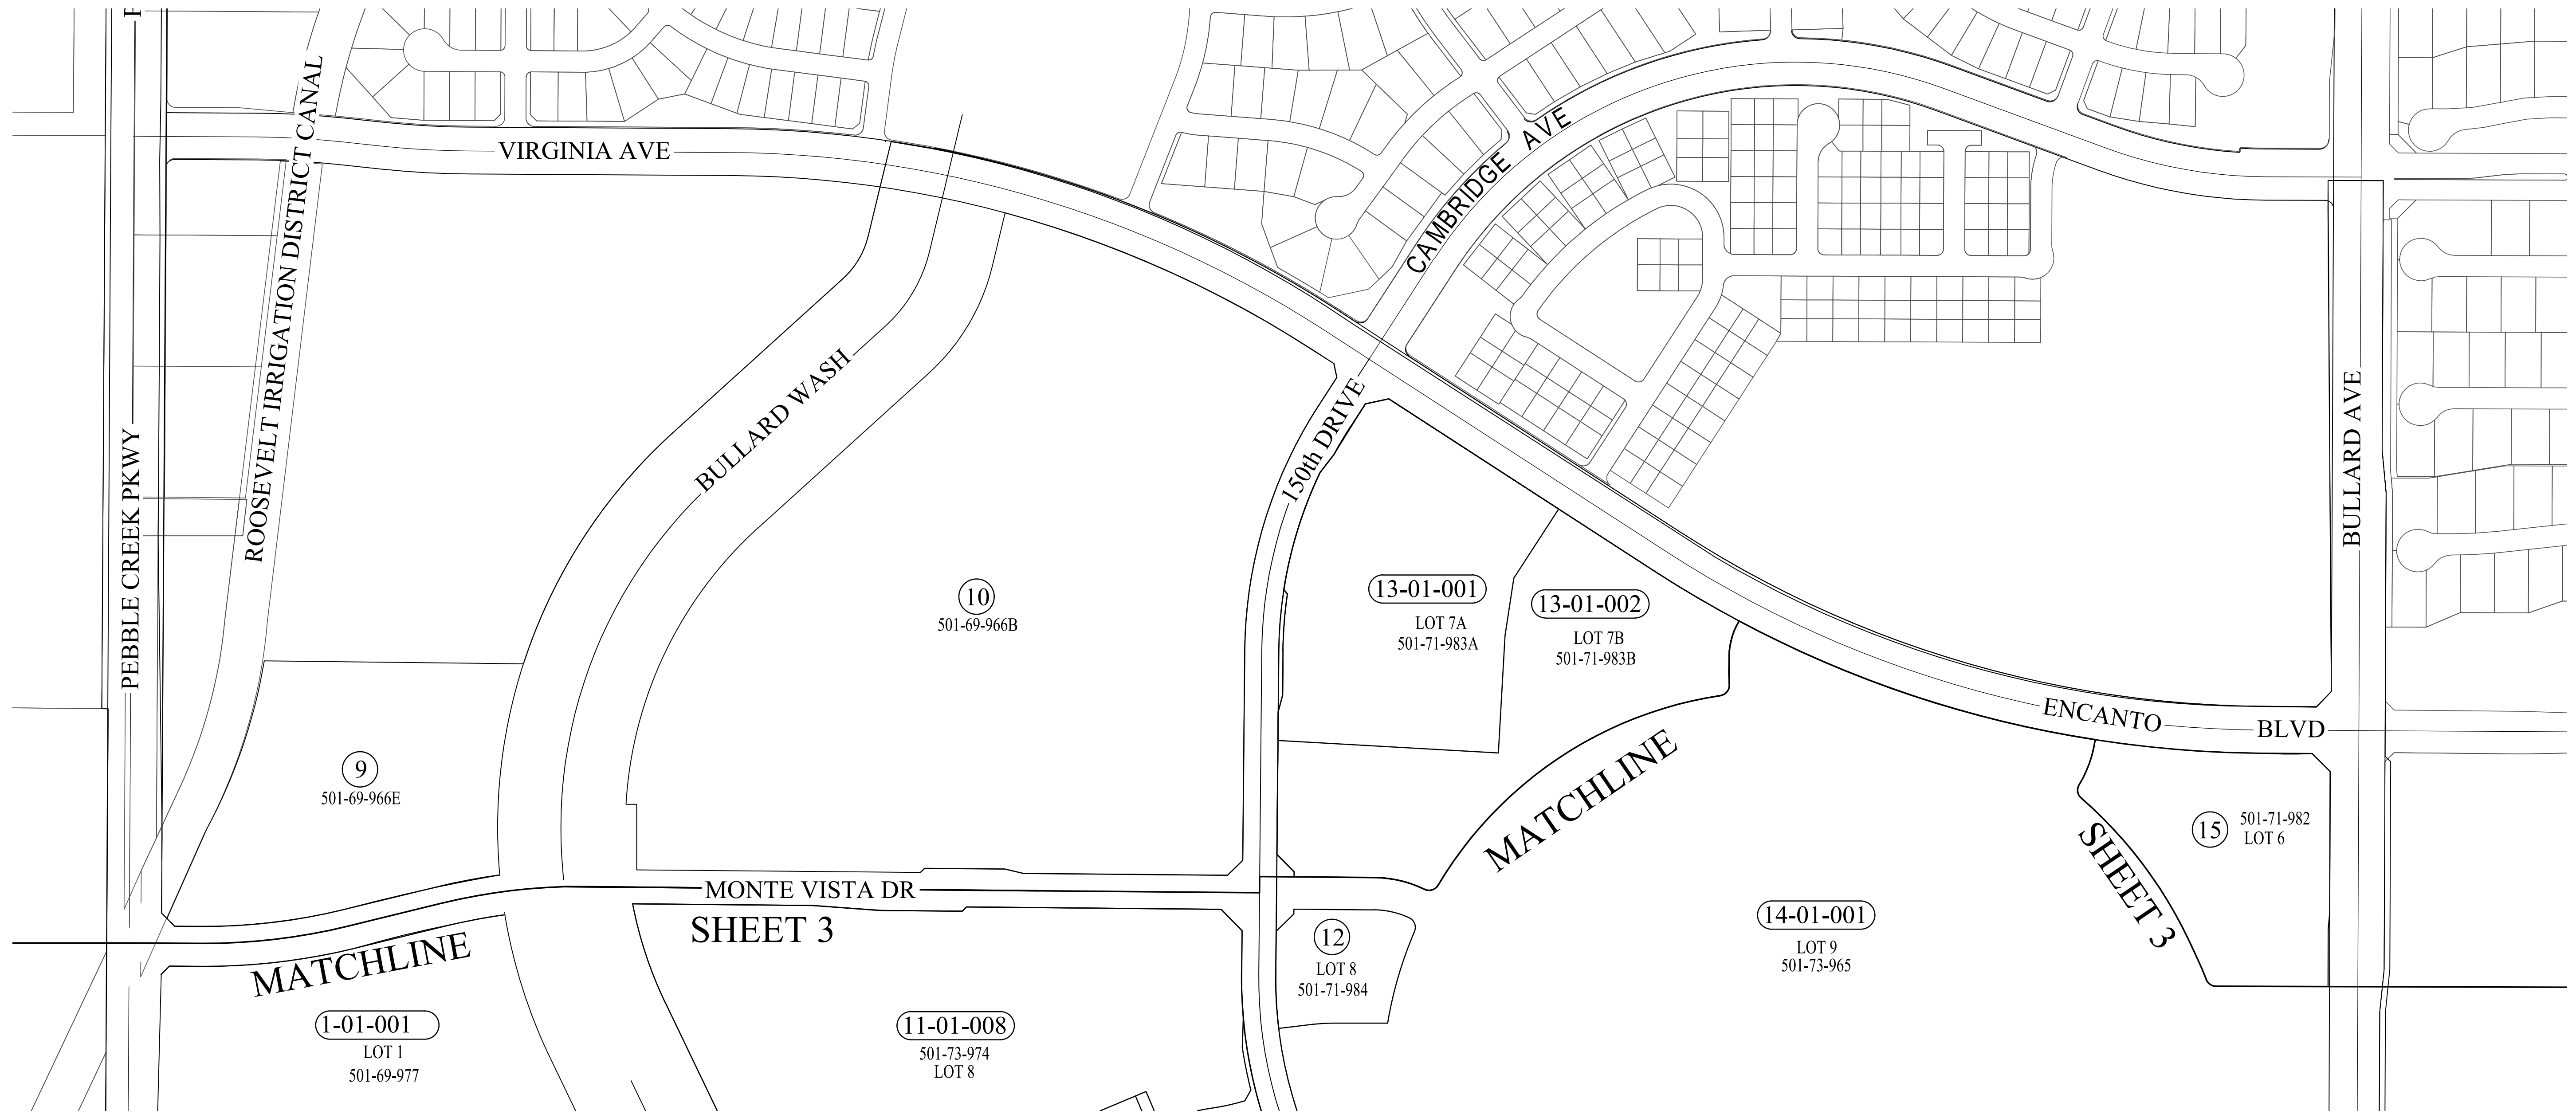 VIRGINIA AVE
ROOSEVELT IRRIGATION DISTRICT CANAL
CAMBRIDGE AVE
PEBBLE CREEK PKWY
BULLARD WASH
150th DRIVE
BULLARD AVE
10
501-69-966B
13-01-001
LOT 7A
501-71-983A
13-01-002
LOT 7B
501-71-983B
ENCANTO BLVD
9
501-69-966E
MATCHLINE
15
501-71-982
LOT 6
SHEET 3
MONTE VISTA DR
SHEET 3
MATCHLINE
12
LOT 8
501-71-984
14-01-001
LOT 9
501-73-965
1-01-001
LOT 1
501-69-977
11-01-008
501-73-974
LOT 8